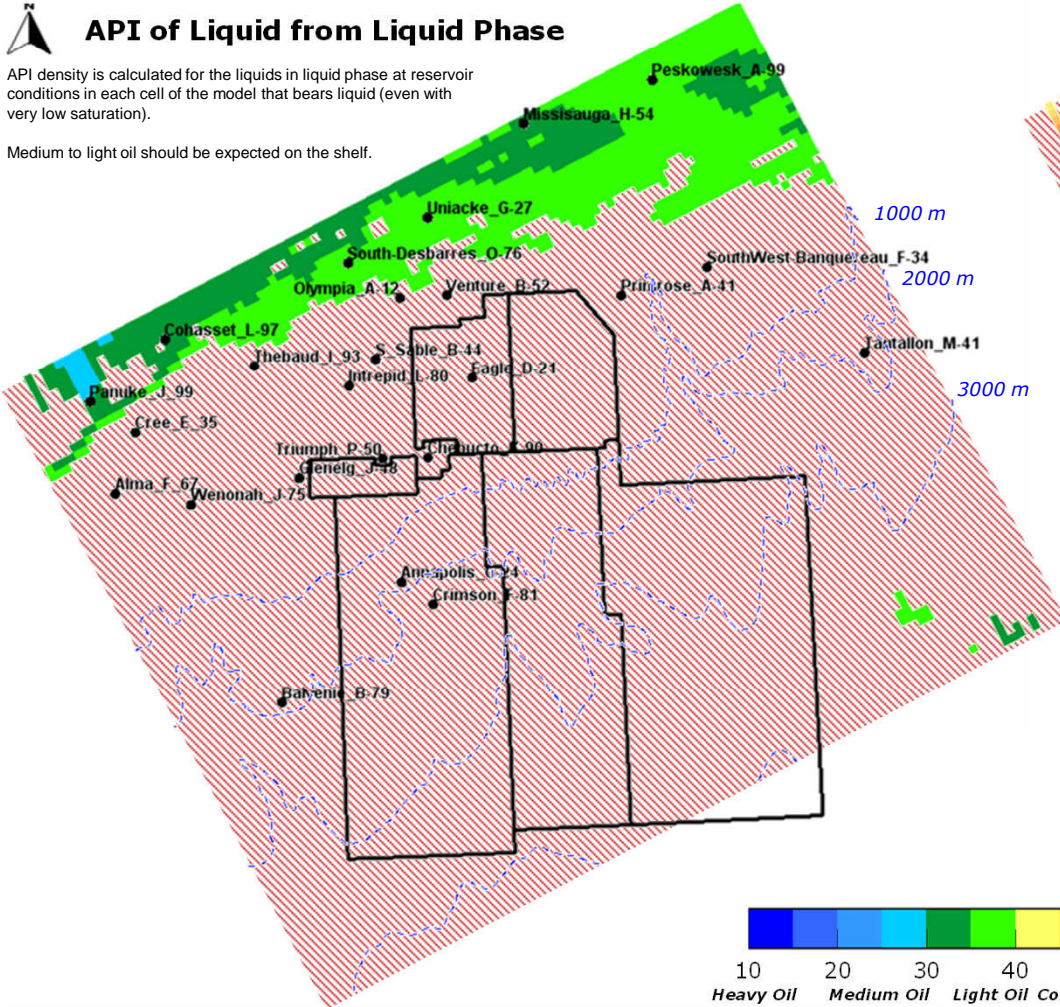 N
API of Liquid from Liquid Phase
API density is calculated for the liquids in liquid phase at reservoir
conditions in each cell of the model that bears liquid (even with
very low saturation).
Medium to light oil should be expected on the shelf.
Peskowesk_A-99
Missisauga_H-54
Uniacke_G-27
1000 m
South-Desbarres_O-76
SouthWest-Banquereau_F-34
2000 m
Olympia_A-12
Venture_B-52
Primrose_A-41
Cohasset_L-97
Tantallon_M-41
Thebaud_I_93
S_Sable_B-44
Intrepid_L-80
Eagle_D-21
3000 m
Panuke_J_99
Cree_E_35
Triumph_P-50
Chebucto_K-90
Glenelg_J-48
Alma_F_67
Wenonah_J-75
Annapolis_G-24
Crimson_F-81
Balvenie_B-79
10 20 30 40
Heavy Oil Medium Oil Light Oil Co